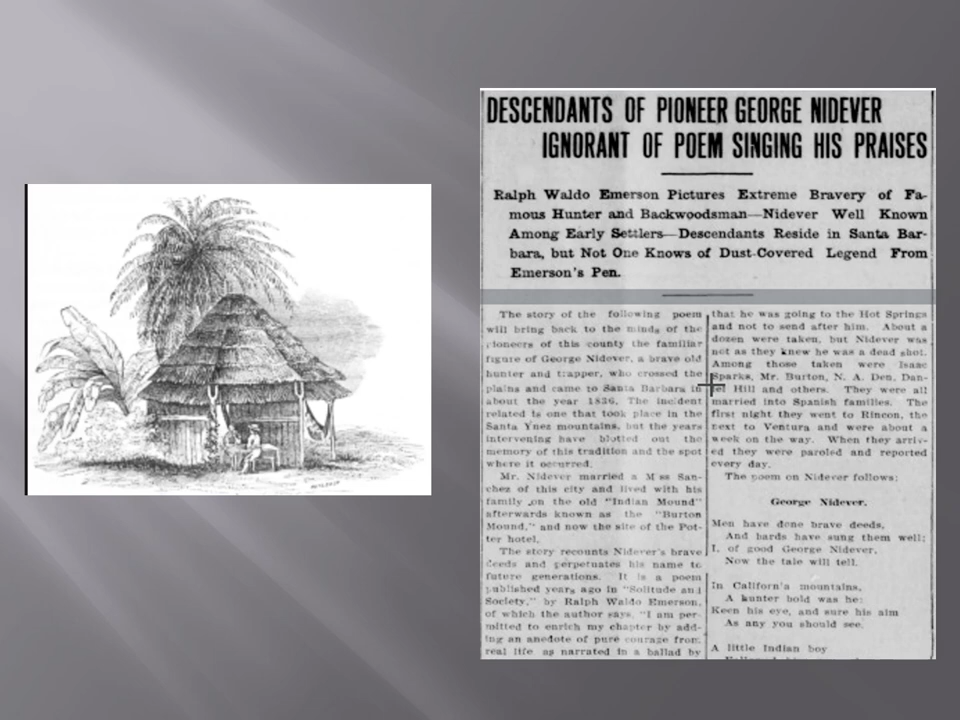 DESCENDANTS OF PIONEER GEORGE NIDEVER
IGNORANT OF POEM SINGING HIS PRAISES
Ralph Waldo Emerson Pictures Extreme Bravery of Fa-
mous Hunter and Backwoodsman—Nidever Well Known
Among Early Settlers—Descendants Reside in Santa Bar-
bara, but Not One Knows of Dust-Covered Legend From
Emerson's Pen.
The story of the following poem
will bring back to the minds of the
pioneers of this county the familiar
figure of George Nidever, a brave old
hunter and trapper, who crossed the
plains and came to Santa Barbara in
about the year 1836. The incident
related is one that took place in the
Santa Ynez mountains, but the years
intervening have blotted out the
memory of this tradition and the spot
where it occurred.
Mr. Nidever married a Miss San-
chez of this city and lived with his
family on the old "Indian Mound"
afterwards known as the "Burton
Mound," and now the site of the Pot-
ter hotel.
The story recounts Nidever's brave
deeds and perpetuates his name to
future generations. It is a poem
published years ago in "Solitude and
Society," by Ralph Waldo Emerson,
of which the author says, "I am per-
mitted to enrich my chapter by add-
ing an anedote of pure courage from
real life as narrated in a ballad by
that he was going to the Hot Springs
and not to send after him. About a
dozen were taken, but Nidever was
not as they knew he was a dead shot.
Among those taken were Isaac
Sparks, Mr. Burton, N. A. Den, Dan-
iel Hill and others. They were all
married into Spanish families. The
first night they went to Rincon, the
next to Ventura and were about a
week on the way. When they arriv-
ed they were paroled and reported
every day.
The poem on Nidever follows:
George Nidever.
Men have done brave deeds,
And bards have sung them well;
I, of good George Nidever,
Now the tale will tell.
In Californ'a mountains,
A hunter bold was he:
Keen his eye, and sure his aim
As any you should see.
A little Indian boy